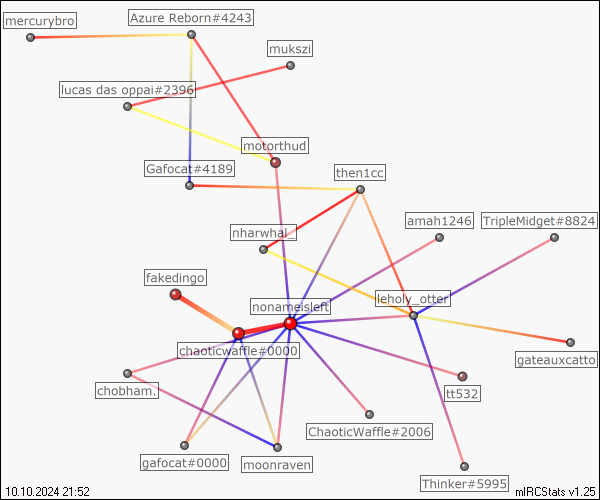 mercurybro
Azure Reborn#4243
mukszi
lucas das oppai#2396
motorthud
Gafocat#4189
then1cc
amah1246
TripleMidget#8824
nharwhal_
fakedingo
nonameisleft
leholy_otter
chaoticwaffle#0000
gateauxcatto
chobham.
tt532
ChaoticWaffle#2006
gafocat#0000
moonraven
Thinker#5995
10.10.2024 21:52
mIRCStats v1.25